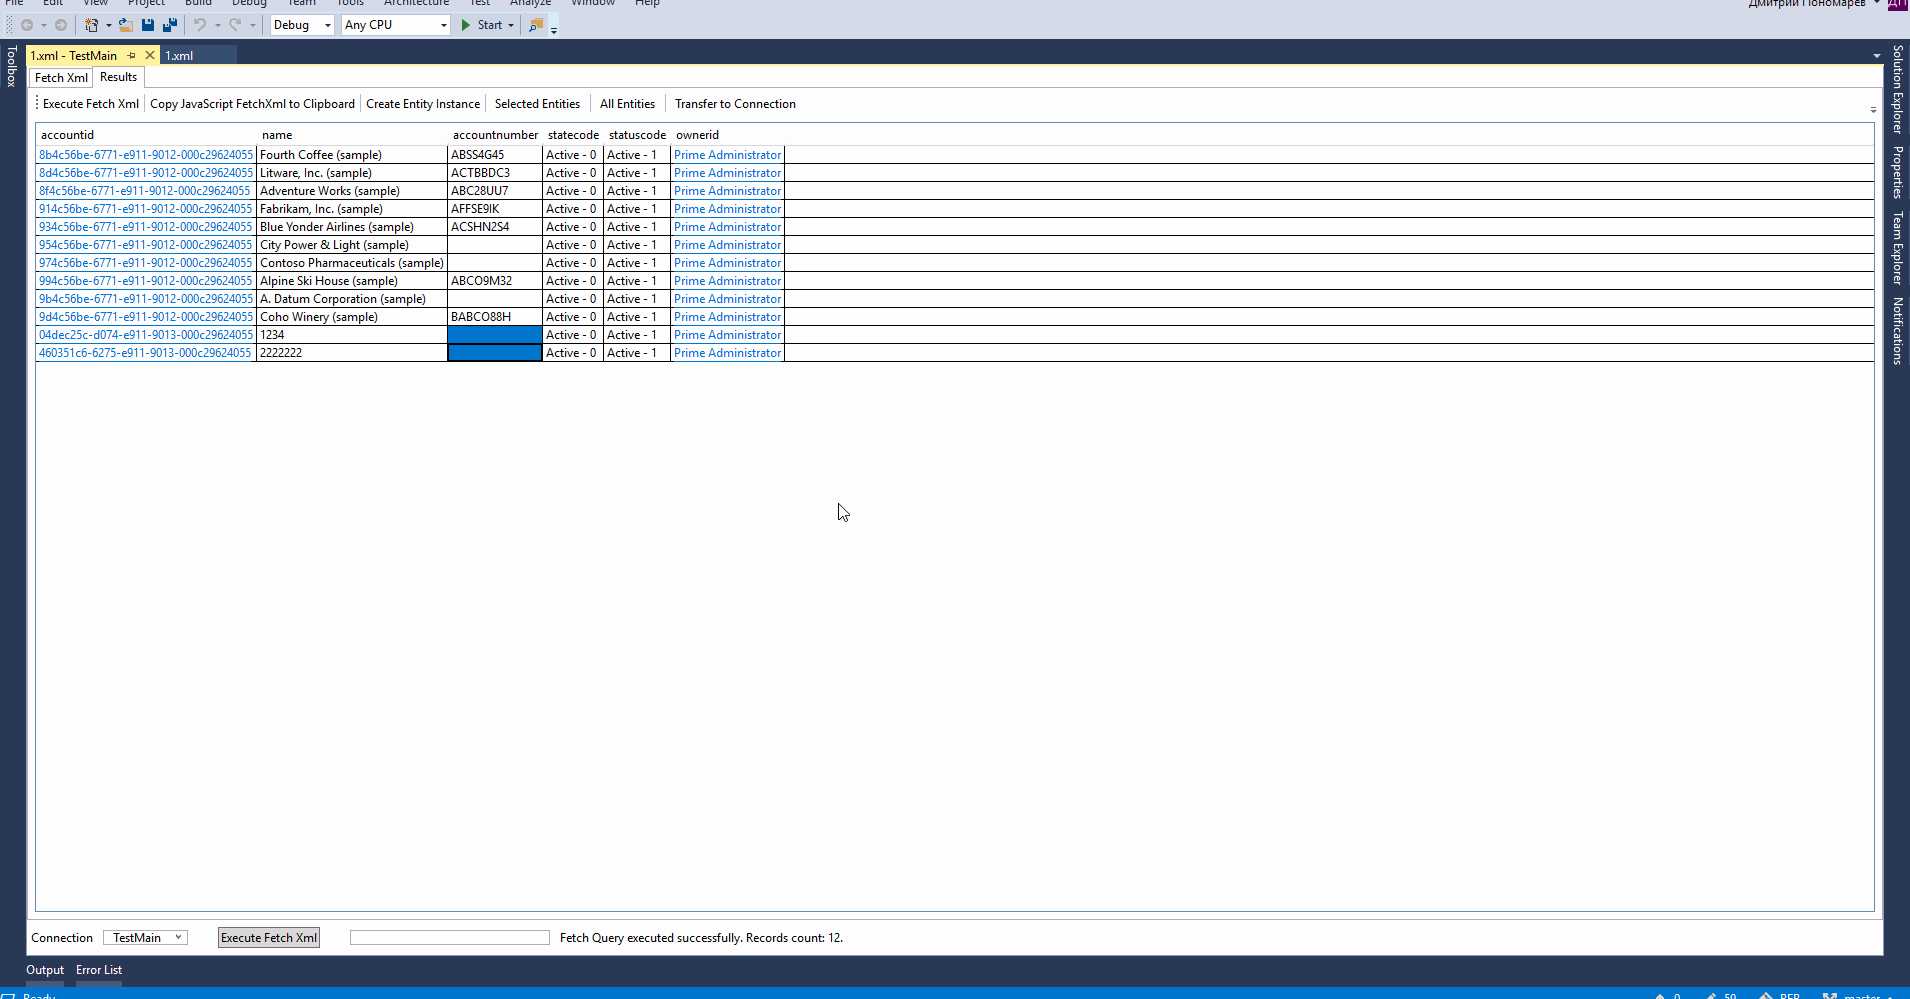 File Edit View Project Build Debug Team Tools Architecture Test Analyze Window Help Дмитрий Пономарев ДП
Debug Any CPU Start
Toolbox
1.xml - TestMain 1.xml
Fetch Xml Results
Execute Fetch Xml Copy JavaScript FetchXml to Clipboard Create Entity Instance Selected Entities All Entities Transfer to Connection
accountid name accountnumber statecode statuscode ownerid
8b4c56be-6771-e911-9012-000c29624055 Fourth Coffee (sample) ABSS4G45 Active - 0 Active - 1 Prime Administrator
8d4c56be-6771-e911-9012-000c29624055 Litware, Inc. (sample) ACTBBDC3 Active - 0 Active - 1 Prime Administrator
8f4c56be-6771-e911-9012-000c29624055 Adventure Works (sample) ABC28UU7 Active - 0 Active - 1 Prime Administrator
914c56be-6771-e911-9012-000c29624055 Fabrikam, Inc. (sample) AFFSE9IK Active - 0 Active - 1 Prime Administrator
934c56be-6771-e911-9012-000c29624055 Blue Yonder Airlines (sample) ACSHN2S4 Active - 0 Active - 1 Prime Administrator
954c56be-6771-e911-9012-000c29624055 City Power & Light (sample) Active - 0 Active - 1 Prime Administrator
974c56be-6771-e911-9012-000c29624055 Contoso Pharmaceuticals (sample) Active - 0 Active - 1 Prime Administrator
994c56be-6771-e911-9012-000c29624055 Alpine Ski House (sample) ABCO9M32 Active - 0 Active - 1 Prime Administrator
9b4c56be-6771-e911-9012-000c29624055 A. Datum Corporation (sample) Active - 0 Active - 1 Prime Administrator
9d4c56be-6771-e911-9012-000c29624055 Coho Winery (sample) BABCO88H Active - 0 Active - 1 Prime Administrator
04dec25c-d074-e911-9013-000c29624055 1234 Active - 0 Active - 1 Prime Administrator
460351c6-6275-e911-9013-000c29624055 2222222 Active - 0 Active - 1 Prime Administrator
Solution Explorer
Properties
Team Explorer
Notifications
Connection TestMain Execute Fetch Xml Fetch Query executed successfully. Records count: 12.
Output Error List
Ready 0 59 master